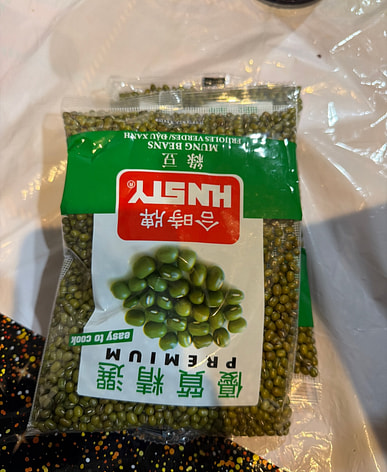 優質精選
PREMIUM
easy to cook
合時牌
HNSTY®
綠豆
MUNG BEANS
FRIJOLES VERDES/ ĐẬU XANH